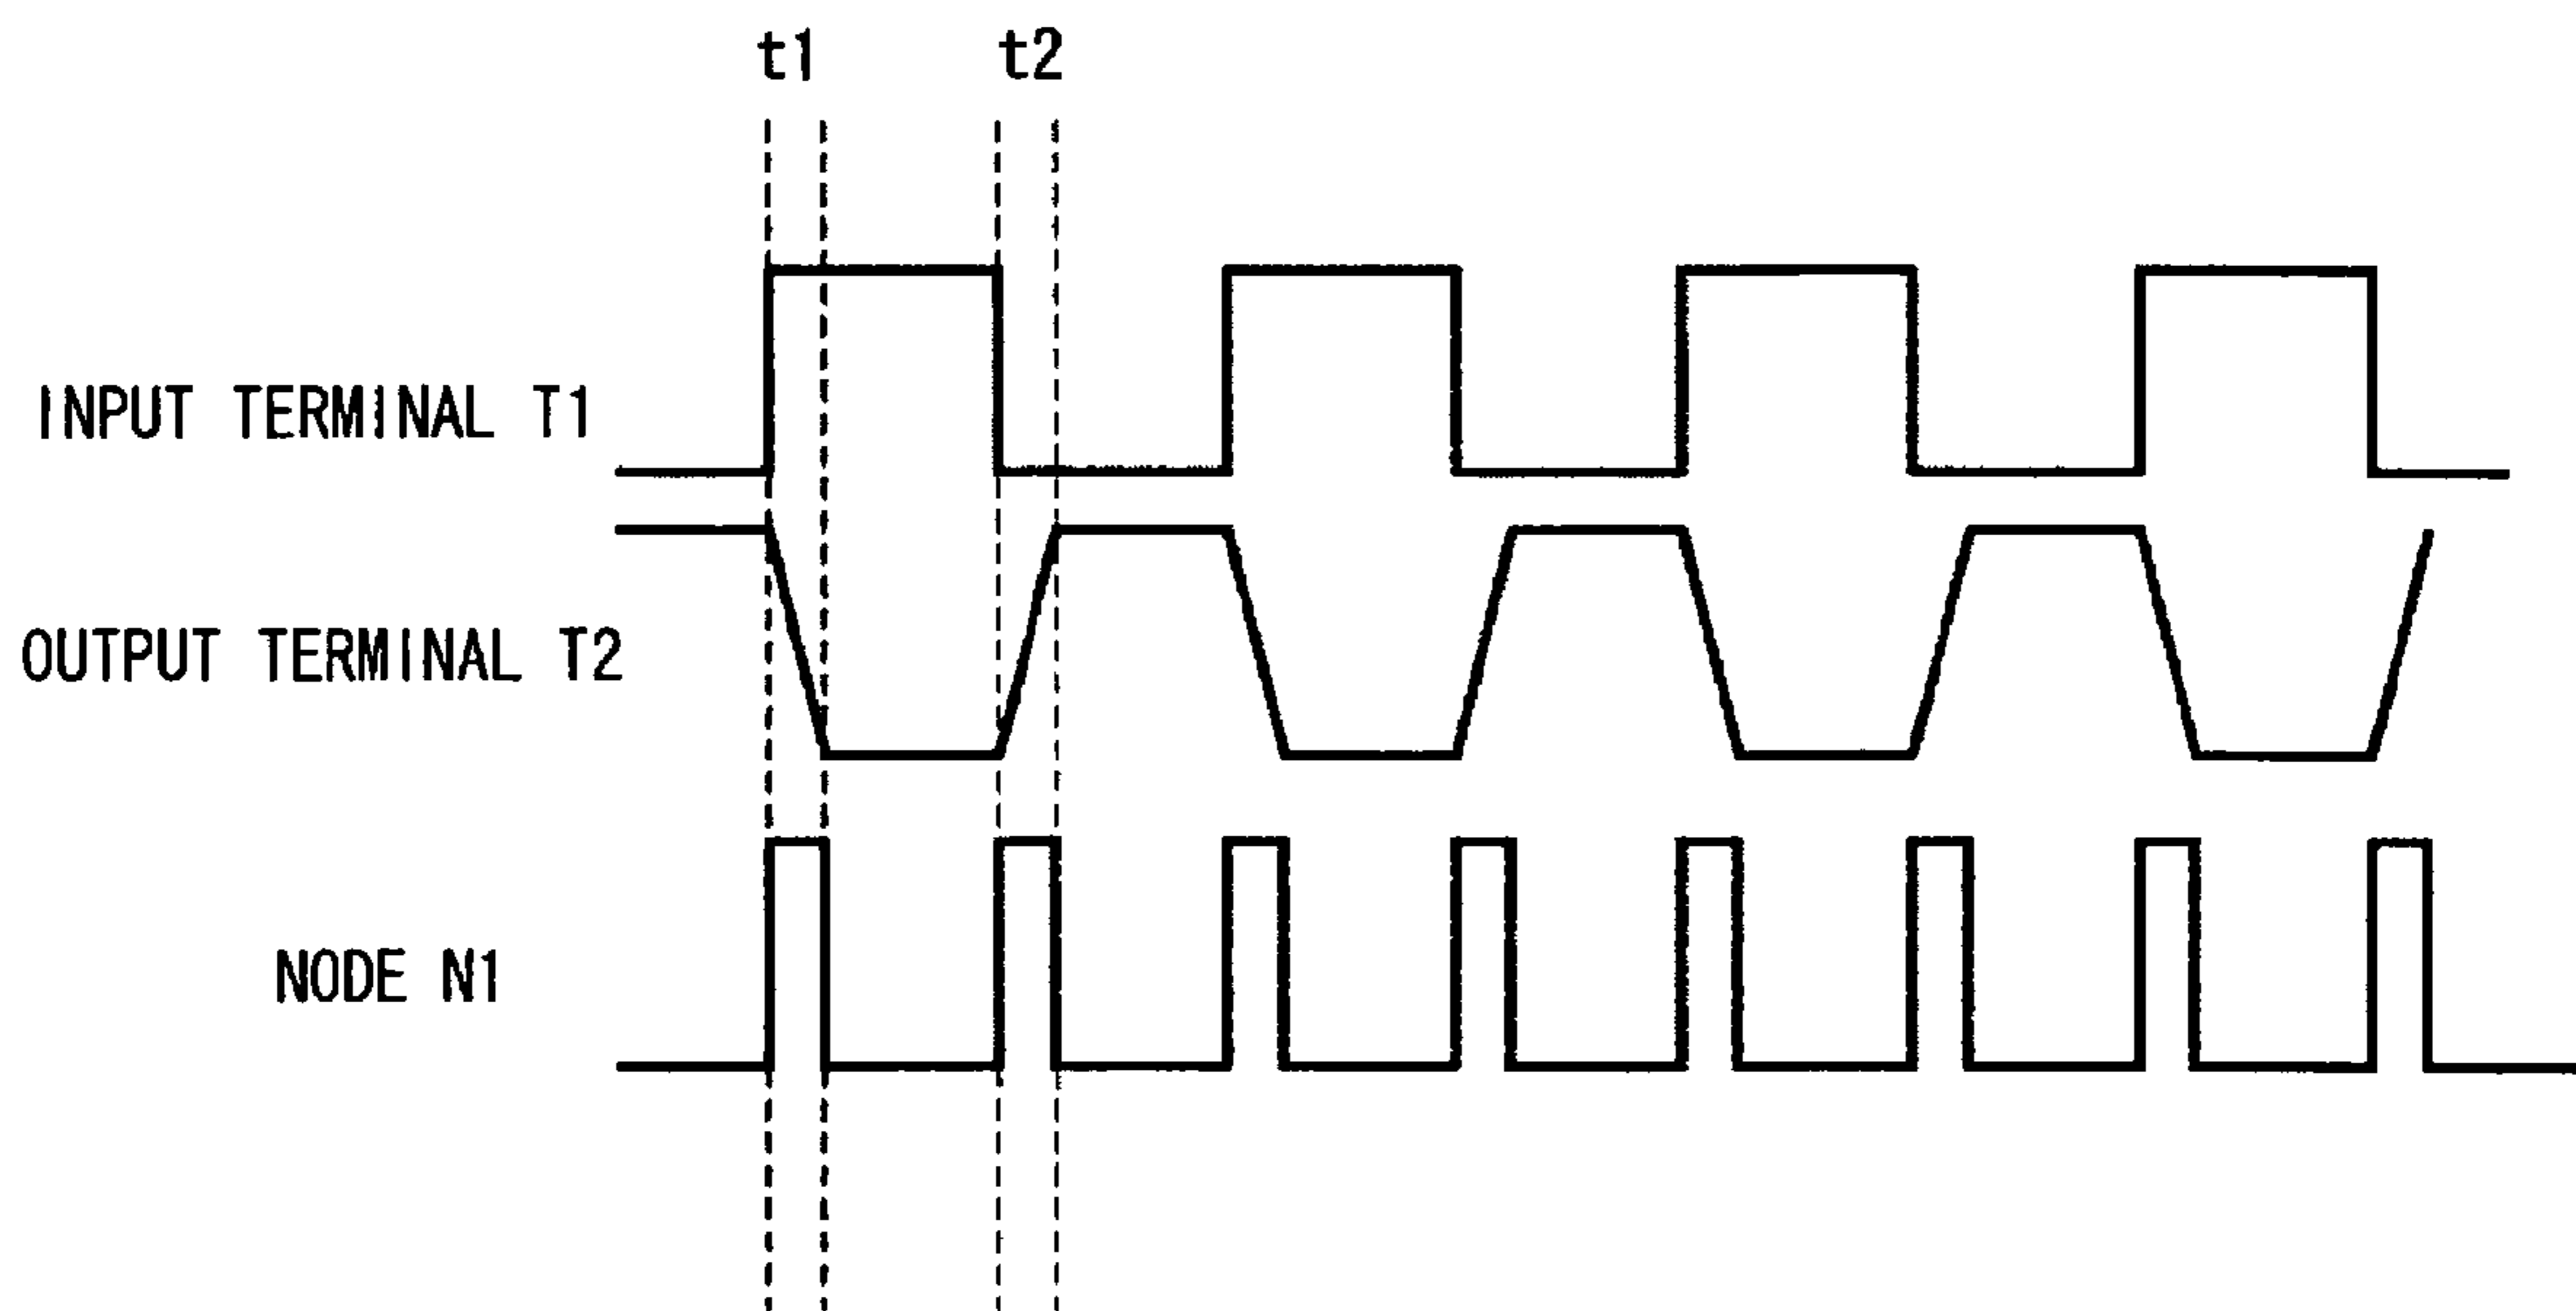 t1 t2
INPUT TERMINAL T1
OUTPUT TERMINAL T2
NODE N1